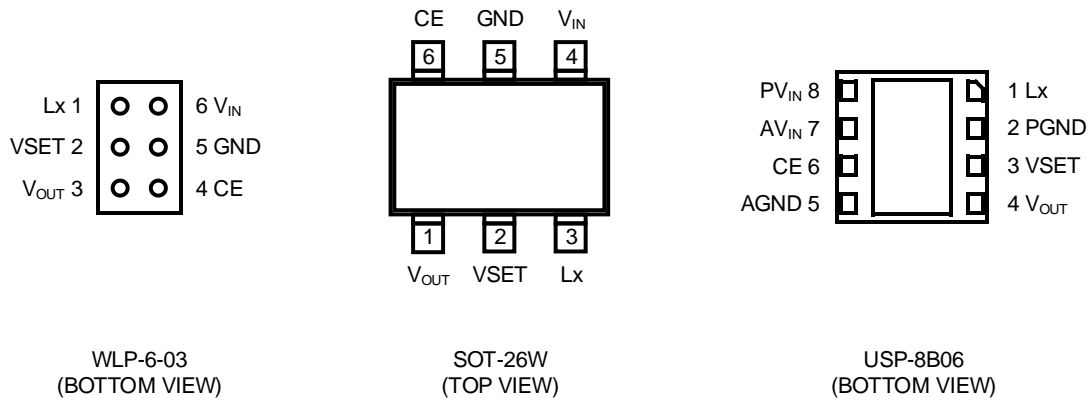 CE GND VIN
6 5 4
Lx 1 6 VIN
VSET 2 5 GND
VOUT 3 4 CE
PVIN 8 1 Lx
AVIN 7 2 PGND
CE 6 3 VSET
AGND 5 4 VOUT
1 2 3
VOUT VSET Lx
WLP-6-03
(BOTTOM VIEW)
SOT-26W
(TOP VIEW)
USP-8B06
(BOTTOM VIEW)